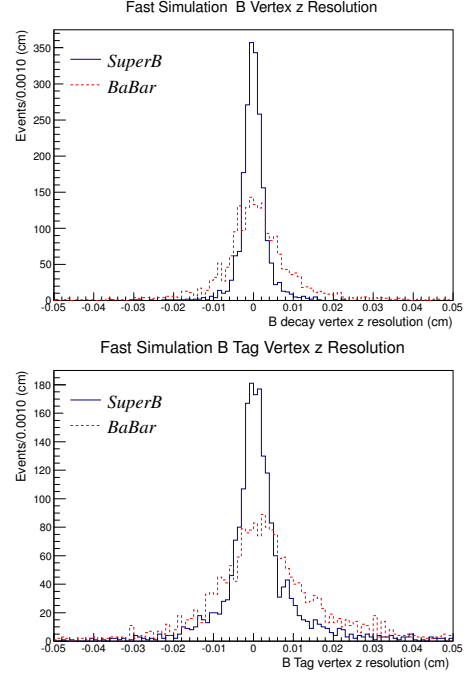 Fast Simulation B Vertex z Resolution
Events/0.0010 (cm)
350
300
250
200
150
100
50
0
SuperB
BaBar
-0.05 -0.04 -0.03 -0.02 -0.01 0 0.01 0.02 0.03 0.04 0.05
B decay vertex z resolution (cm)
Fast Simulation B Tag Vertex z Resolution
Events/0.0010 (cm)
180
160
140
120
100
80
60
40
20
0
SuperB
BaBar
-0.05 -0.04 -0.03 -0.02 -0.01 0 0.01 0.02 0.03 0.04 0.05
B Tag vertex z resolution (cm)